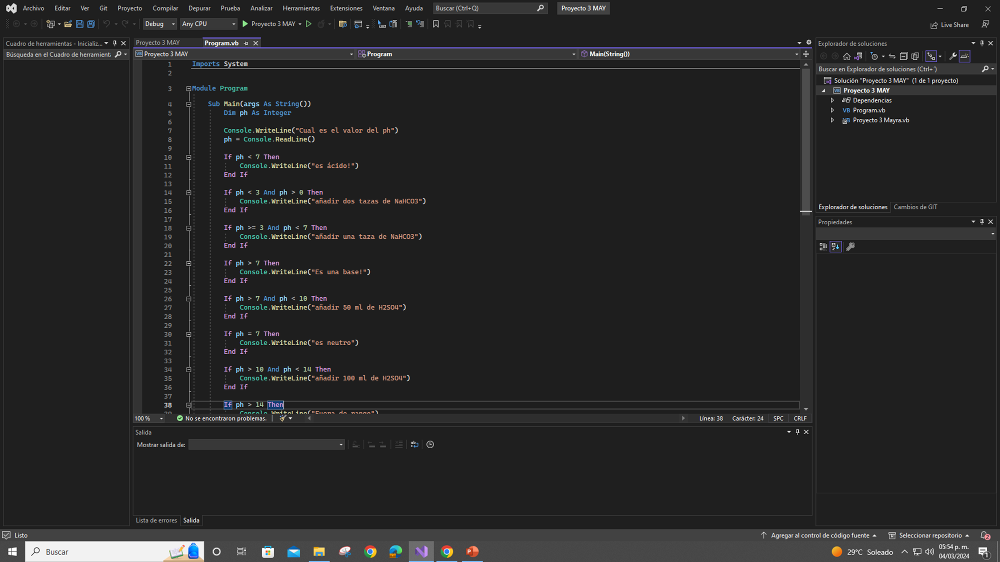 Archivo Editar Ver Git Proyecto Compilar Depurar Prueba Analizar Herramientas Extensiones Ventana Ayuda Buscar (Ctrl+Q) Proyecto 3 MAY
Debug Any CPU Proyecto 3 MAY Live Share
Cuadro de herramientas - Inicializ...
Búsqueda en el Cuadro de herramienta
Proyecto 3 MAY Program.vb
Proyecto 3 MAY Program Main(String())
1 Imports System
2
3 Module Program
4 Sub Main(args As String())
5 Dim ph As Integer
6
7 Console.WriteLine("Cual es el valor del ph")
8 ph = Console.ReadLine()
9
10 If ph < 7 Then
11 Console.WriteLine("es ácido!")
12 End If
13
14 If ph < 3 And ph > 0 Then
15 Console.WriteLine("añadir dos tazas de NaHCO3")
16 End If
17
18 If ph >= 3 And ph < 7 Then
19 Console.WriteLine("añadir una taza de NaHCO3")
20 End If
21
22 If ph > 7 Then
23 Console.WriteLine("Es una base!")
24 End If
25
26 If ph > 7 And ph < 10 Then
27 Console.WriteLine("añadir 50 ml de H2SO4")
28 End If
29
30 If ph = 7 Then
31 Console.WriteLine("es neutro")
32 End If
33
34 If ph > 10 And ph < 14 Then
35 Console.WriteLine("añadir 100 ml de H2SO4")
36 End If
37
38 If ph > 14 Then
39 Console.WriteLine("Fuera de rango")
100 % No se encontraron problemas. Línea: 38 Carácter: 24 SPC CRLF
Salida
Mostrar salida de:
Lista de errores Salida
Explorador de soluciones
Buscar en Explorador de soluciones (Ctrl+´)
Solución "Proyecto 3 MAY" (1 de 1 proyecto)
VB Proyecto 3 MAY
Dependencias
VB Program.vb
Proyecto 3 Mayra.vb
Explorador de soluciones Cambios de GIT
Propiedades
Listo Agregar al control de código fuente Seleccionar repositorio 2
Buscar 29°C Soleado 05:54 p. m.
04/03/2024 1